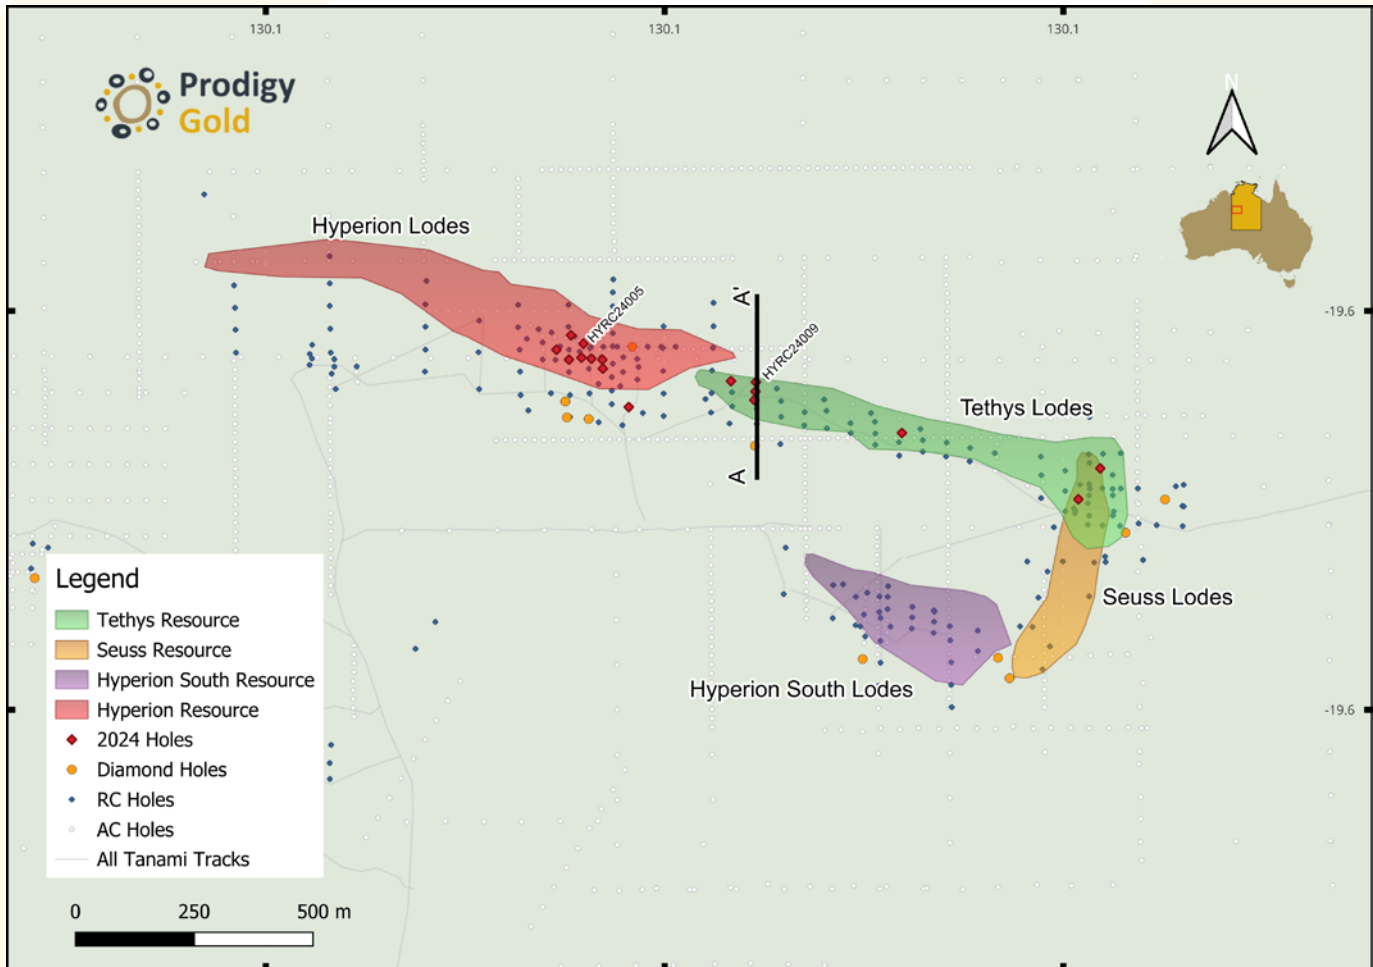 130.1
130.1
130.1
Prodigy
Gold
N
Hyperion Lodes
HYRC24005
A'
HYRC24009
-19.6
Tethys Lodes
A
Seuss Lodes
Hyperion South Lodes
-19.6
Legend
Tethys Resource
Seuss Resource
Hyperion South Resource
Hyperion Resource
2024 Holes
Diamond Holes
RC Holes
AC Holes
All Tanami Tracks
0 250 500 m